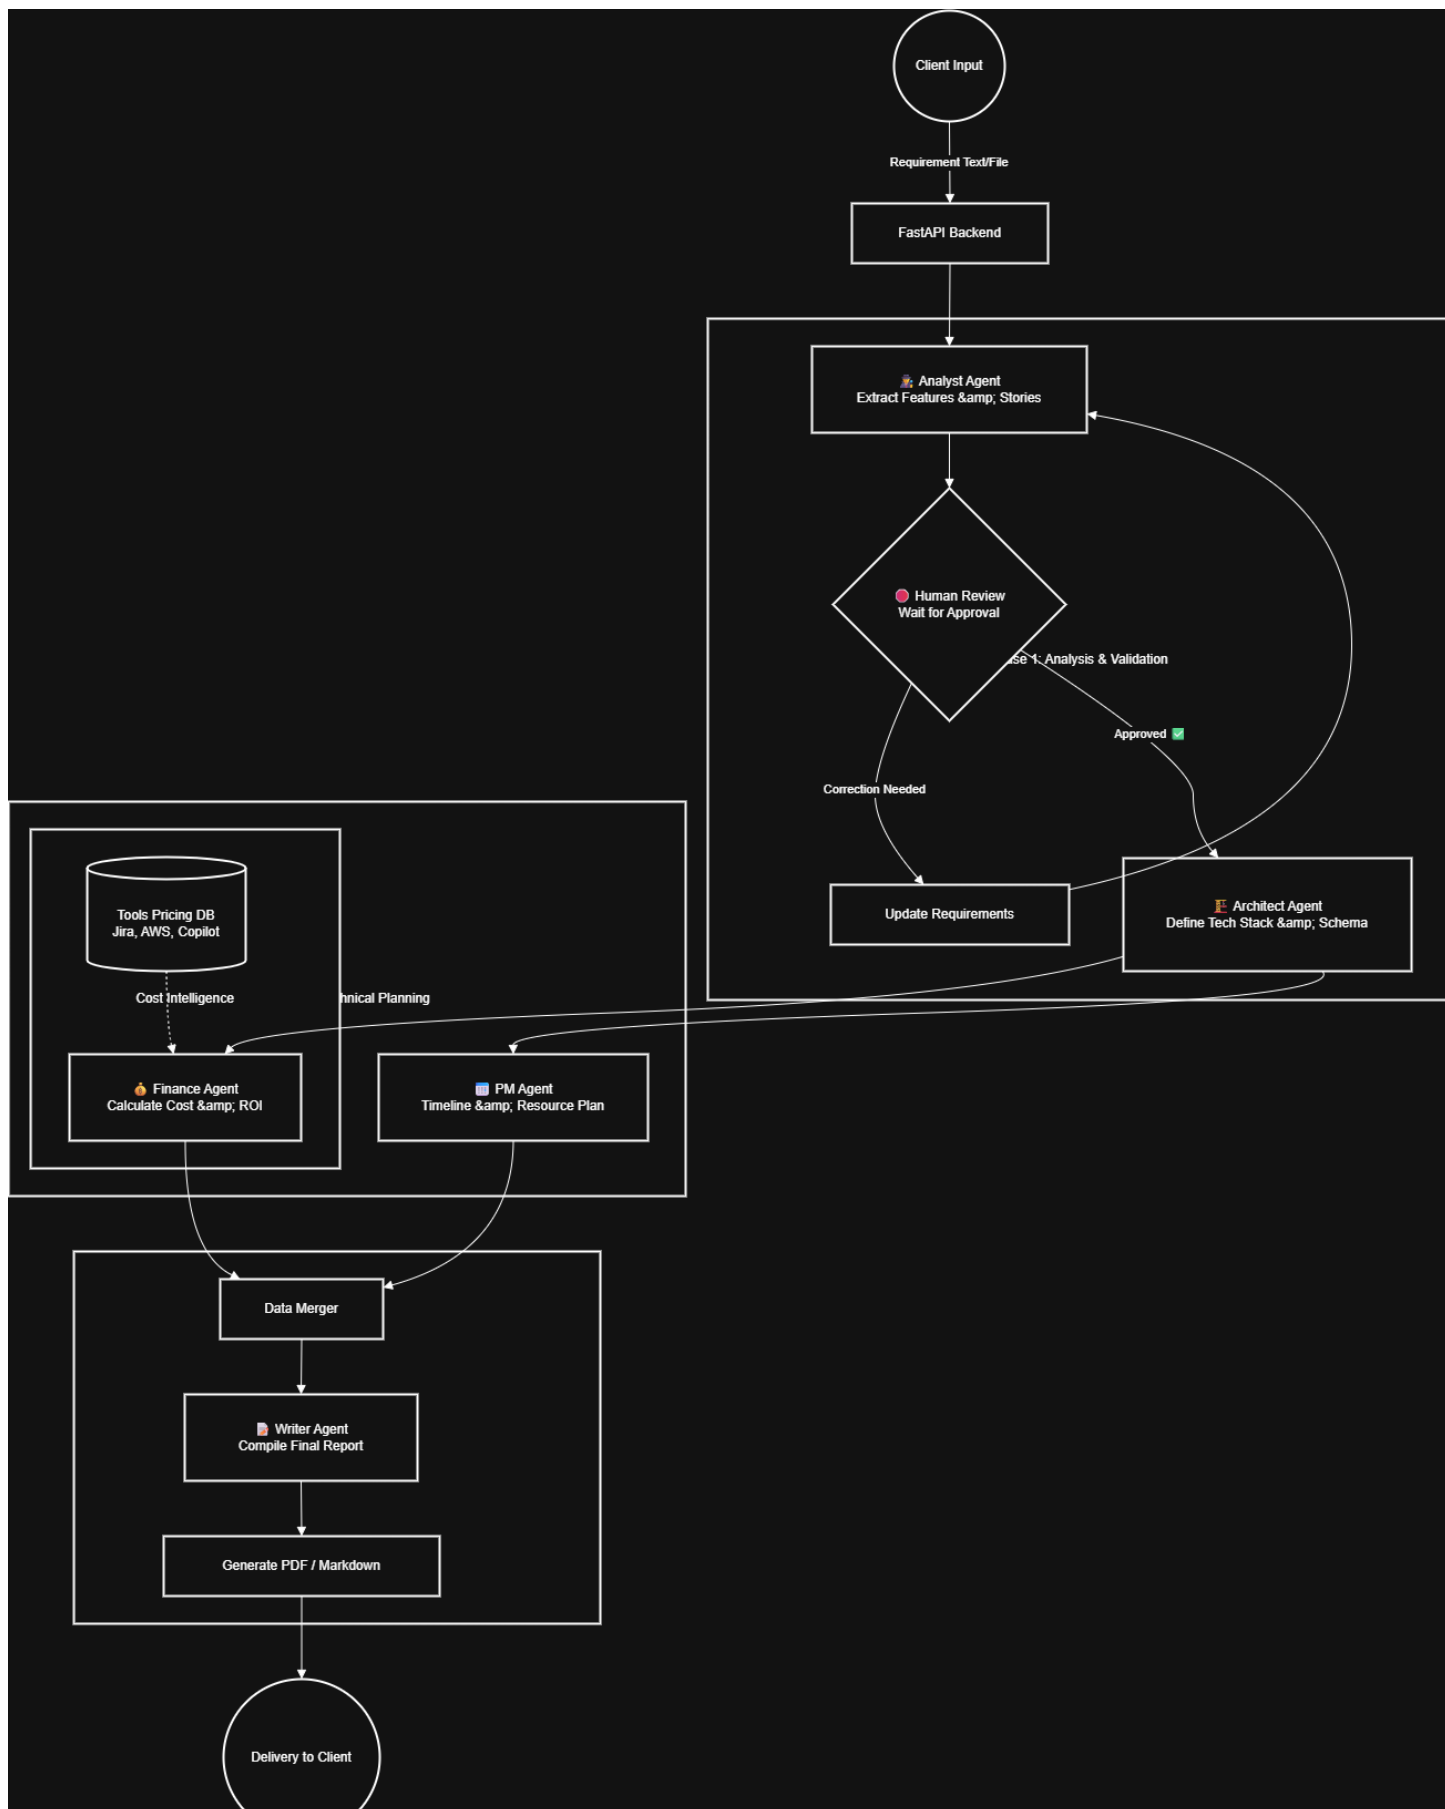 Client Input
Requirement Text/File
FastAPI Backend
Analyst Agent
Extract Features &amp; Stories
Human Review
Wait for Approval
1: Analysis & Validation
Approved ✅
Correction Needed
Update Requirements
Architect Agent
Define Tech Stack &amp; Schema
Tools Pricing DB
Jira, AWS, Copilot
Cost Intelligence
Planning
Finance Agent
Calculate Cost &amp; ROI
PM Agent
Timeline &amp; Resource Plan
Data Merger
Writer Agent
Compile Final Report
Generate PDF / Markdown
Delivery to Client